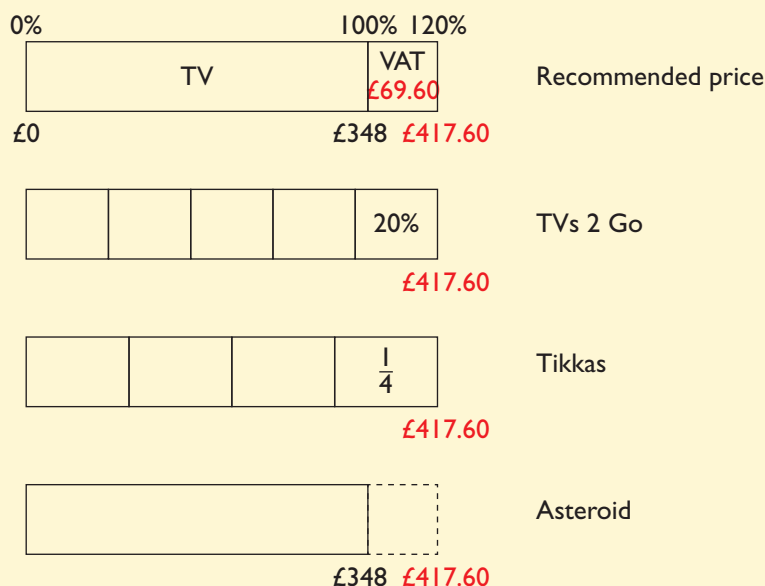 0% 100% 120%
TV VAT Recommended price
£69.60
£0 £348 £417.60
20% TVs 2 Go
£417.60
1/4 Tikkas
£417.60
Asteroid
£348 £417.60